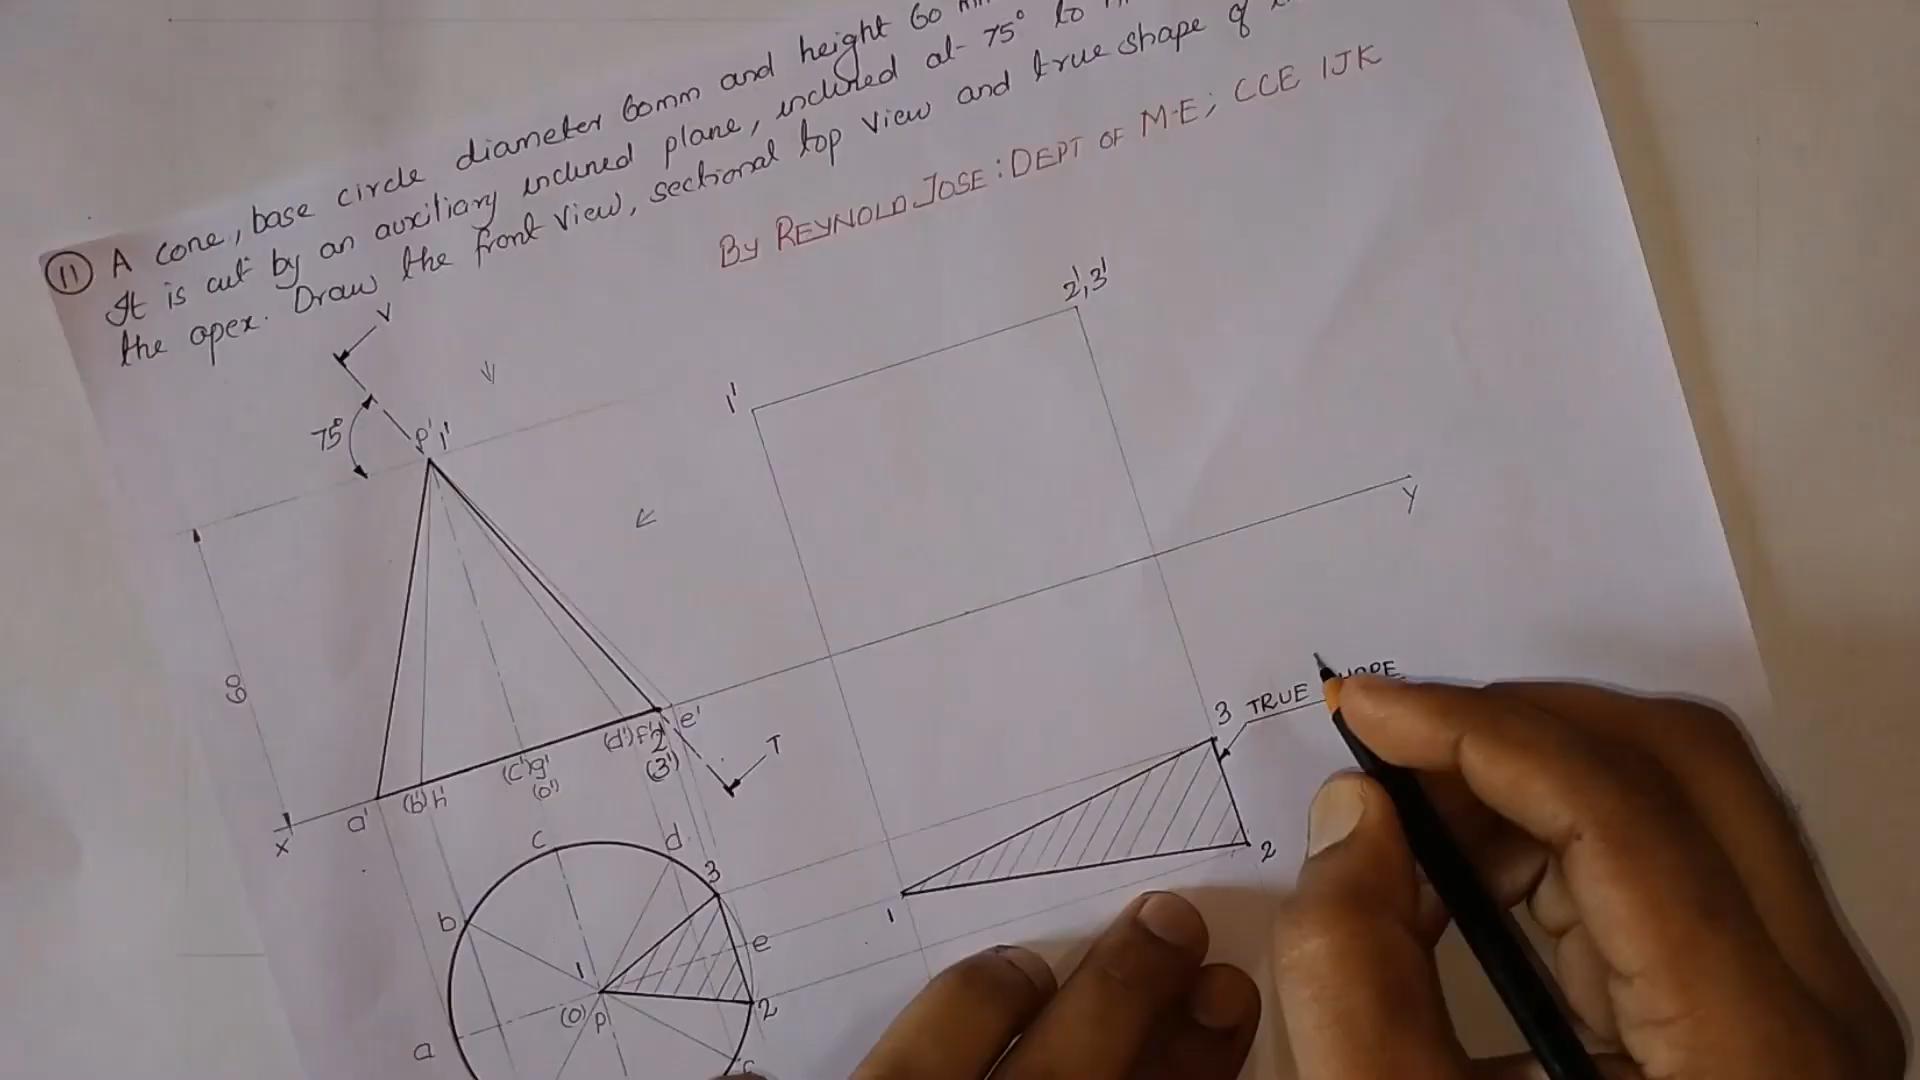 11 A cone, base circle diameter 60mm and height 60
It is cut by an auxiliary inclined plane, inclined at 75° to
the apex. Draw the front view, sectional top view and true shape of
By REYNOLD JOSE: DEPT OF M-E; CCE IJK
V
75°
p' 1'
1'
2',3'
60
x
y
a'
(b')h'
(c')g'
(o')
(d')f'
2'
(3')
e'
T
3
TRUE
2
1
c
d
3
b
e
1
(o)
p
2
a